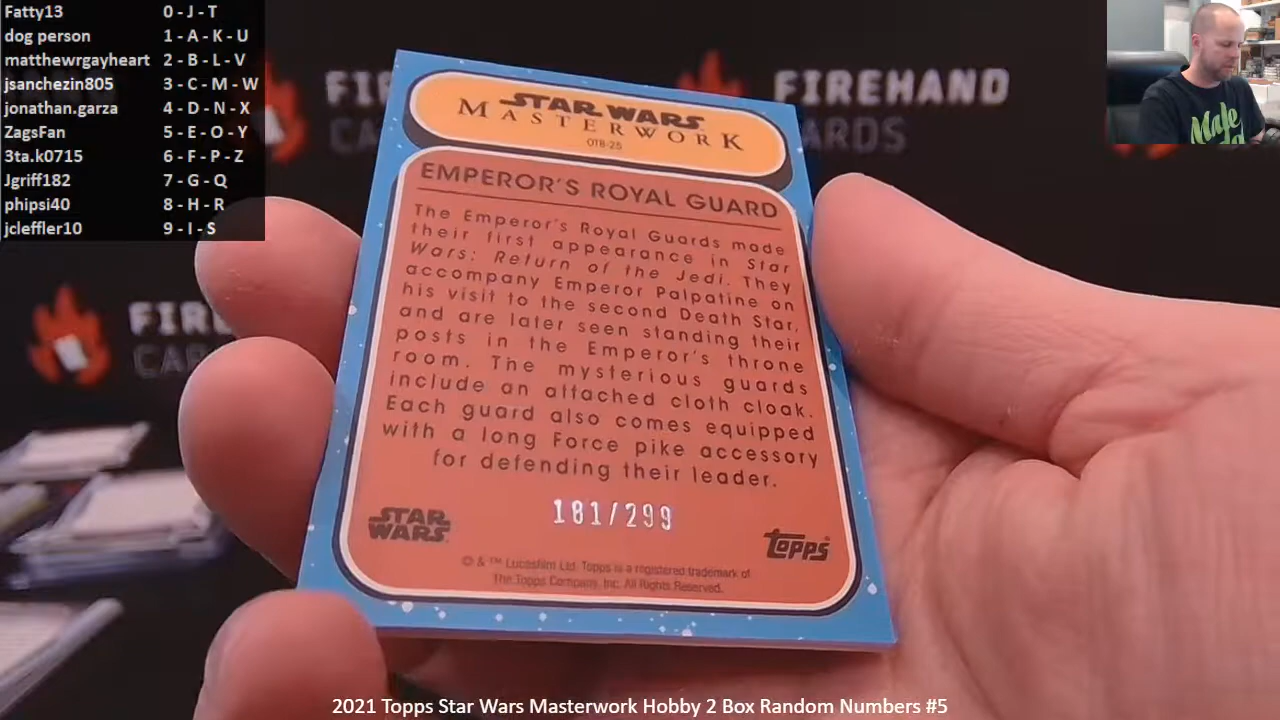 Fatty13 0 - J - T
dog person 1 - A - K - U
matthewrgayheart 2 - B - L - V
jsanchezin805 3 - C - M - W
jonathan.garza 4 - D - N - X
ZagsFan 5 - E - O - Y
3ta.k0715 6 - F - P - Z
Jgriff182 7 - G - Q
phipsi40 8 - H - R
jcleffler10 9 - I - S
FIREHAND
CARDS
STAR WARS
MASTERWORK
OTB-25
EMPEROR'S ROYAL GUARD
The Emperor's Royal Guards made
their first appearance in Star
Wars: Return of the Jedi. They
accompany Emperor Palpatine on
his visit to the second Death Star,
and are later seen standing their
posts in the Emperor's throne
room. The mysterious guards
include an attached cloth cloak.
Each guard also comes equipped
with a long Force pike accessory
for defending their leader.
181/299
STAR
WARS
Topps
© & ™ Lucasfilm Ltd. Topps is a registered trademark of
The Topps Company, Inc. All Rights Reserved.
2021 Topps Star Wars Masterwork Hobby 2 Box Random Numbers #5